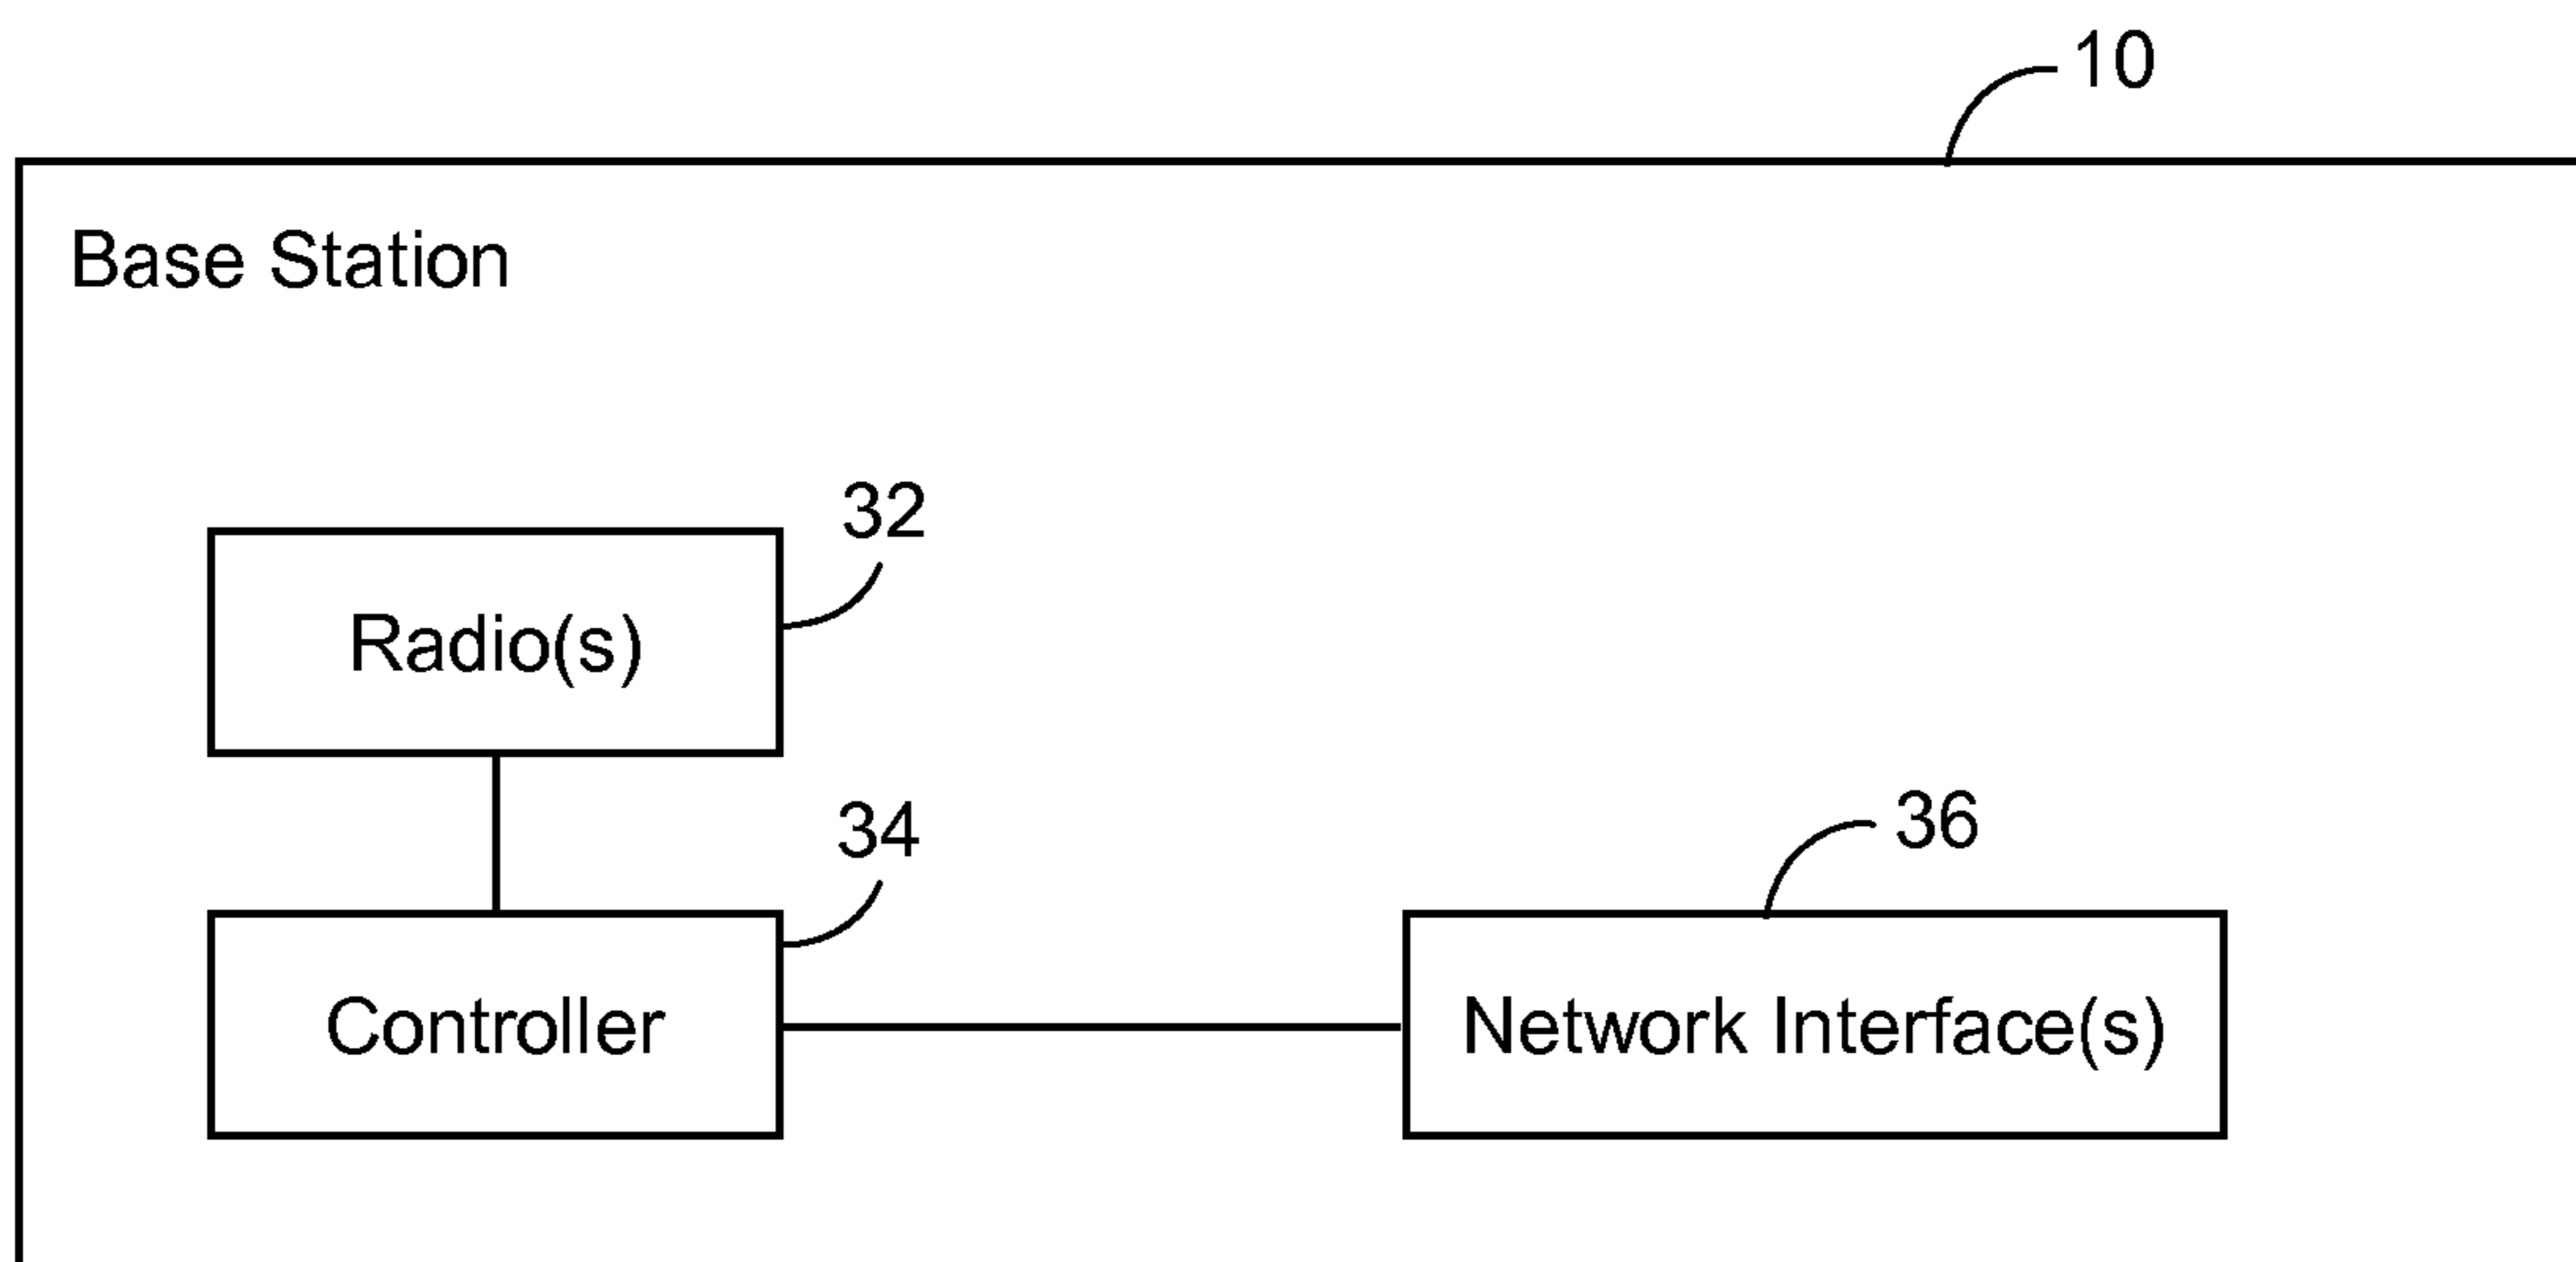 10
Base Station
32
Radio(s)
34
36
Controller
Network Interface(s)